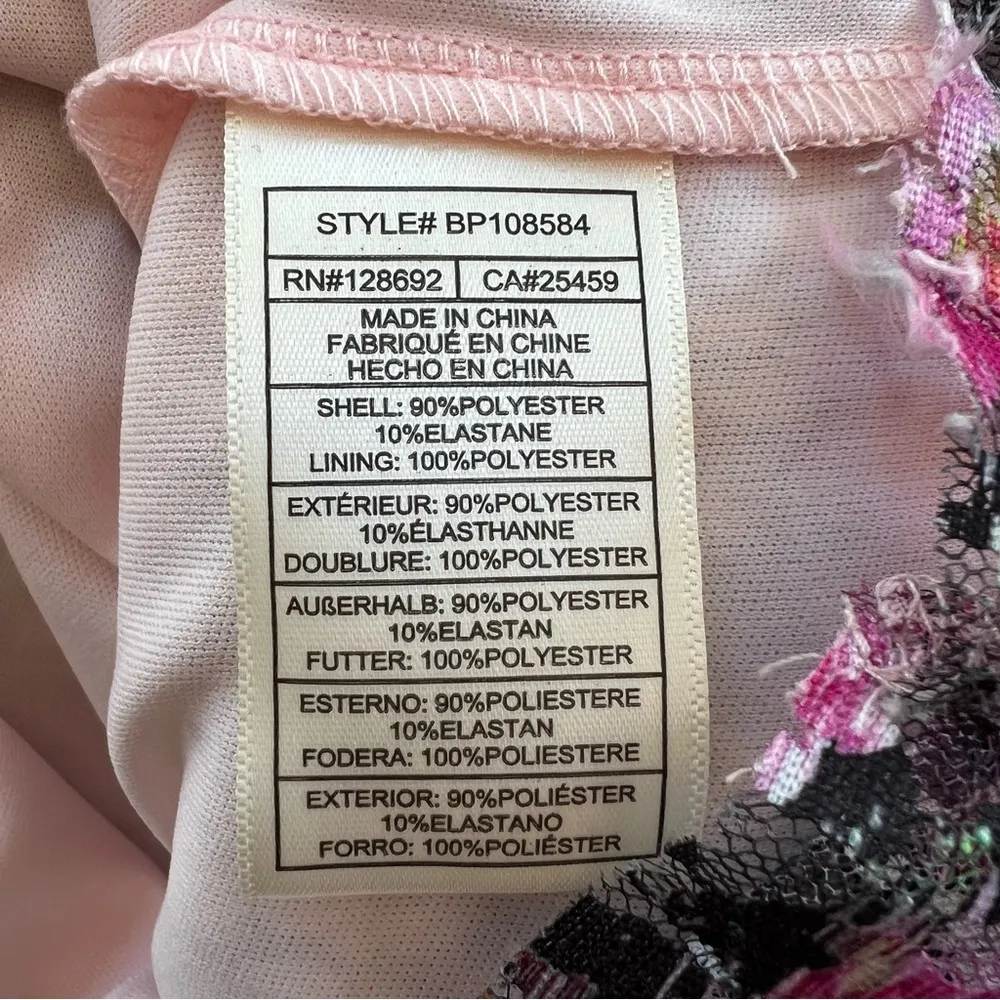 STYLE# BP108584
RN#128692 CA#25459
MADE IN CHINA
FABRIQUÉ EN CHINE
HECHO EN CHINA
SHELL: 90%POLYESTER
10%ELASTANE
LINING: 100%POLYESTER
EXTÉRIEUR: 90%POLYESTER
10%ÉLASTHANNE
DOUBLURE: 100%POLYESTER
AUßERHALB: 90%POLYESTER
10%ELASTAN
FUTTER: 100%POLYESTER
ESTERNO: 90%POLIESTERE
10%ELASTAN
FODERA: 100%POLIESTERE
EXTERIOR: 90%POLIÉSTER
10%ELASTANO
FORRO: 100%POLIÉSTER